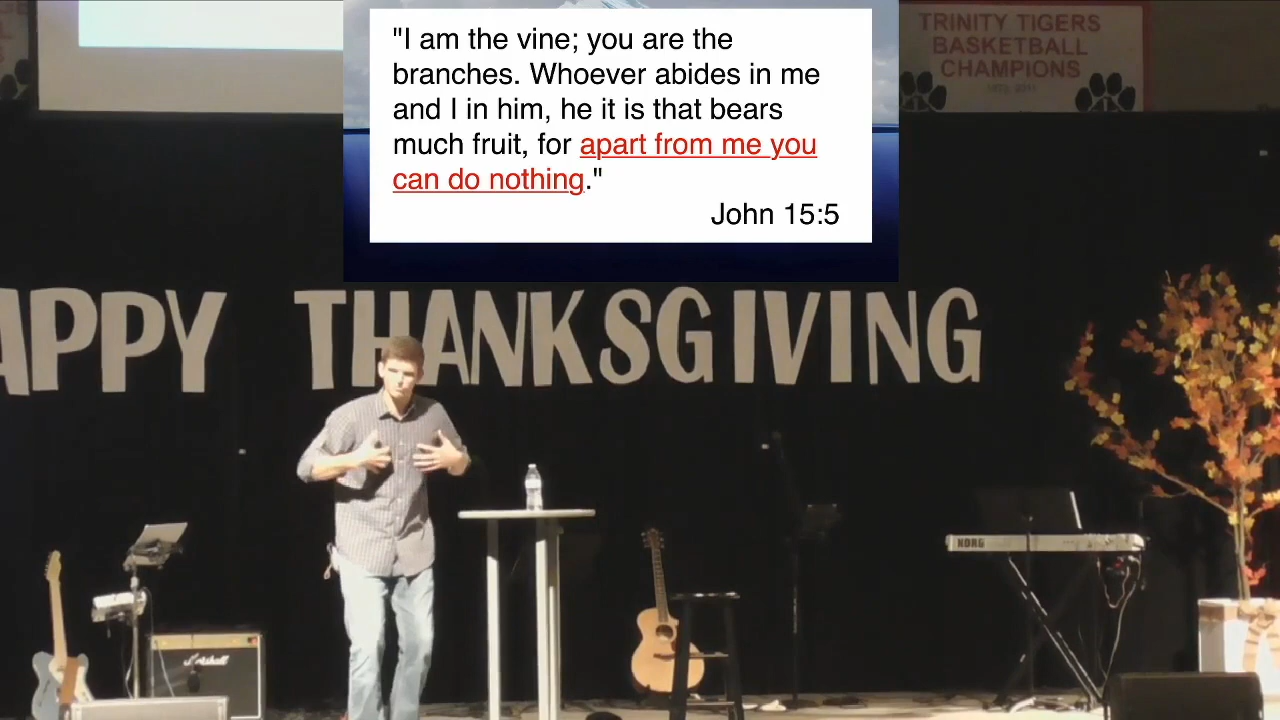 "I am the vine; you are the
branches. Whoever abides in me
and I in him, he it is that bears
much fruit, for apart from me you
can do nothing."
John 15:5
TRINITY TIGERS
BASKETBALL
CHAMPIONS
APPY THANKSGIVING
Marshall
KORG